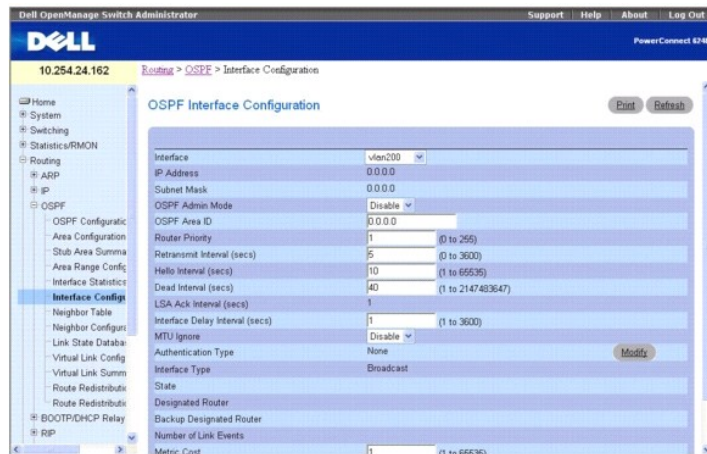 Dell OpenManage Switch Administrator
Support Help About Log Out
DELL
PowerConnect 6248
10.254.24.162
Routing > OSPF > Interface Configuration
Home
System
Switching
Statistics/RMON
Routing
ARP
IP
OSPF
OSPF Configuratic
Area Configuration
Stub Area Summa
Area Range Config
Interface Statistics
Interface Configu
Neighbor Table
Neighbor Configura
Link State Databa
Virtual Link Config
Virtual Link Summ
Route Redistributic
Route Redistributic
BOOTP/DHCP Relay
RIP
OSPF Interface Configuration
Print Refresh
Interface vlan200
IP Address 0.0.0.0
Subnet Mask 0.0.0.0
OSPF Admin Mode Disable
OSPF Area ID 0.0.0.0
Router Priority 1 (0 to 255)
Retransmit Interval (secs) 5 (0 to 3600)
Hello Interval (secs) 10 (1 to 65535)
Dead Interval (secs) 40 (1 to 2147483647)
LSA Ack Interval (secs) 1
Interface Delay Interval (secs) 1 (1 to 3600)
MTU Ignore Disable
Authentication Type None Modify
Interface Type Broadcast
State
Designated Router
Backup Designated Router
Number of Link Events
Metric Cost 1 (1 to 65535)